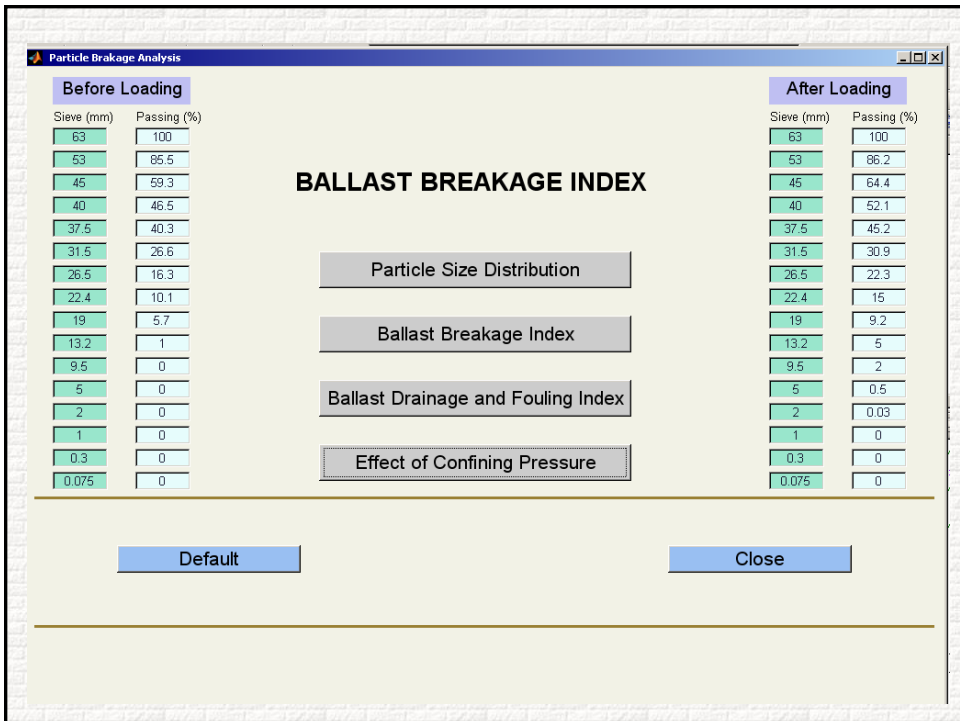 Particle Brakage Analysis
Before Loading
Sieve (mm) Passing (%)
63 100
53 85.5
45 59.3
40 46.5
37.5 40.3
31.5 26.6
26.5 16.3
22.4 10.1
19 5.7
13.2 1
9.5 0
5 0
2 0
1 0
0.3 0
0.075 0
BALLAST BREAKAGE INDEX
Particle Size Distribution
Ballast Breakage Index
Ballast Drainage and Fouling Index
Effect of Confining Pressure
After Loading
Sieve (mm) Passing (%)
63 100
53 86.2
45 64.4
40 52.1
37.5 45.2
31.5 30.9
26.5 22.3
22.4 15
19 9.2
13.2 5
9.5 2
5 0.5
2 0.03
1 0
0.3 0
0.075 0
Default
Close